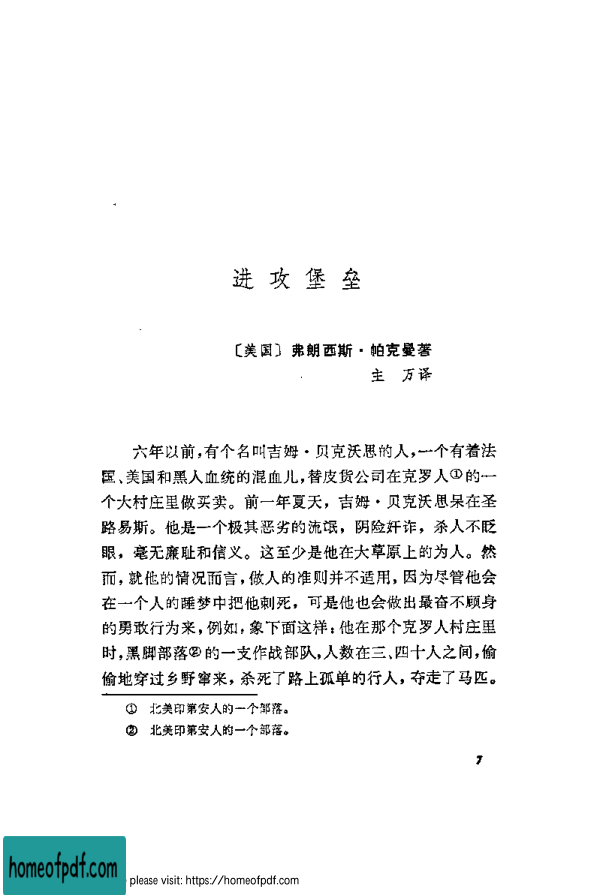 进攻堡垒
〔美国〕弗朗西斯·帕克曼著
主 万译
六年以前，有个名叫吉姆·贝克沃思的人，一个有着法
国、美国和黑人血统的混血儿，替皮货公司在克罗人①的一
个大村庄里做买卖。前一年夏天，吉姆·贝克沃思呆在圣
路易斯。他是一个极其恶劣的流氓，阴险奸诈，杀人不眨
眼，毫无廉耻和信义。这至少是他在大草原上的为人。然
而，就他的情况而言，做人的准则并不适用，因为尽管他会
在一个人的睡梦中把他刺死，可是他也会做出最奋不顾身
的勇敢行为来，例如，象下面这样：他在那个克罗人村庄里
时，黑脚部落②的一支作战部队，人数在三、四十人之间，偷
偷地穿过乡野窜来，杀死了路上孤单的行人，夺走了马匹。
① 北美印第安人的一个部落。
② 北美印第安人的一个部落。
7
homeofpdf.com
please visit: https://homeofpdf.com